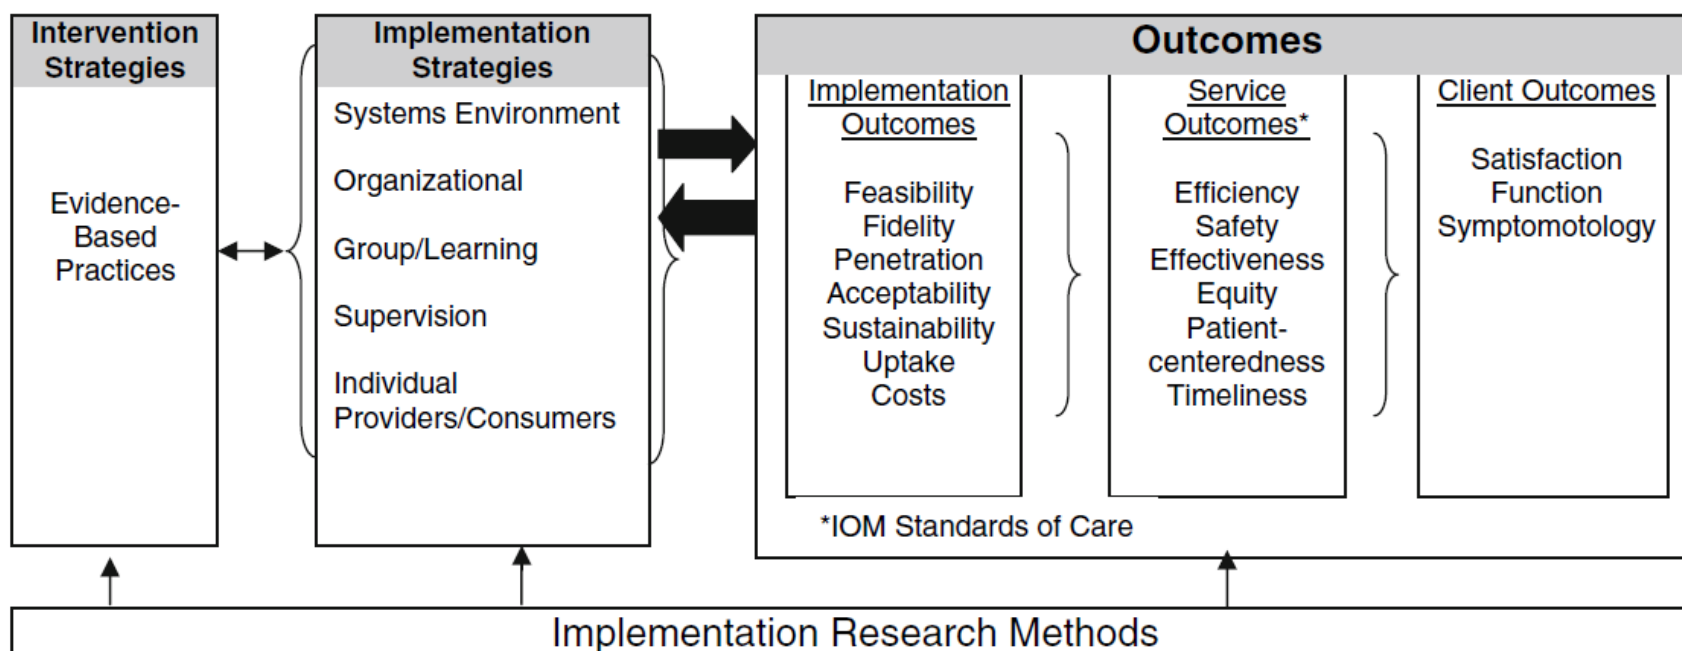 Intervention
Strategies
Evidence-
Based
Practices
Implementation
Strategies
Systems Environment
Organizational
Group/Learning
Supervision
Individual
Providers/Consumers
Outcomes
Implementation
Outcomes
Feasibility
Fidelity
Penetration
Acceptability
Sustainability
Uptake
Costs
Service
Outcomes*
Efficiency
Safety
Effectiveness
Equity
Patient-
centeredness
Timeliness
Client Outcomes
Satisfaction
Function
Symptomotology
*IOM Standards of Care
Implementation Research Methods